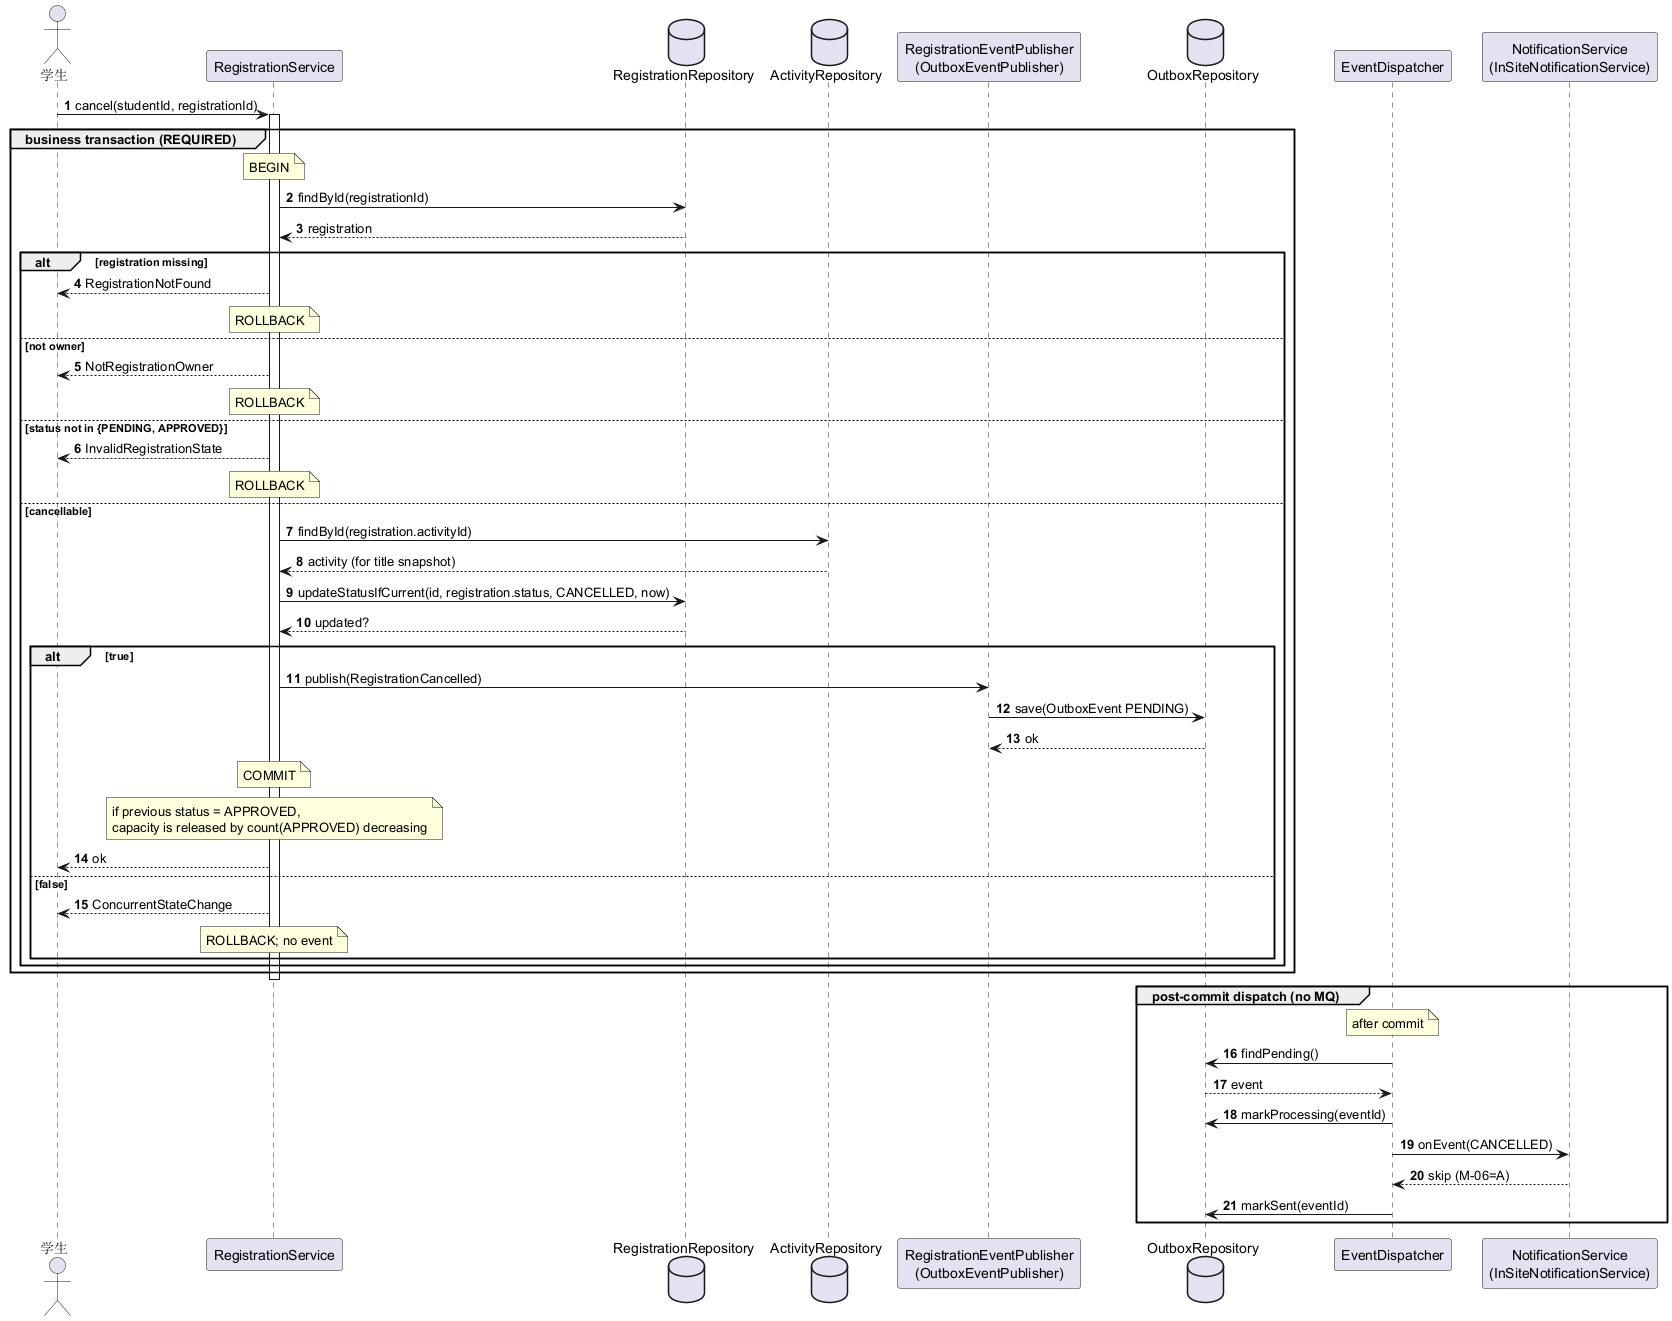 学生
RegistrationService
RegistrationRepository
ActivityRepository
RegistrationEventPublisher
(OutboxEventPublisher)
OutboxRepository
EventDispatcher
NotificationService
(InSiteNotificationService)
1 cancel(studentId, registrationId)
business transaction (REQUIRED)
BEGIN
2 findById(registrationId)
3 registration
alt [registration missing]
4 RegistrationNotFound
ROLLBACK
[not owner]
5 NotRegistrationOwner
ROLLBACK
[status not in {PENDING, APPROVED}]
6 InvalidRegistrationState
ROLLBACK
[cancellable]
7 findById(registration.activityId)
8 activity (for title snapshot)
9 updateStatusIfCurrent(id, registration.status, CANCELLED, now)
10 updated?
alt [true]
11 publish(RegistrationCancelled)
12 save(OutboxEvent PENDING)
13 ok
COMMIT
if previous status = APPROVED,
capacity is released by count(APPROVED) decreasing
14 ok
[false]
15 ConcurrentStateChange
ROLLBACK; no event
post-commit dispatch (no MQ)
after commit
16 findPending()
17 event
18 markProcessing(eventId)
19 onEvent(CANCELLED)
20 skip (M-06=A)
21 markSent(eventId)
学生
RegistrationService
RegistrationRepository
ActivityRepository
RegistrationEventPublisher
(OutboxEventPublisher)
OutboxRepository
EventDispatcher
NotificationService
(InSiteNotificationService)